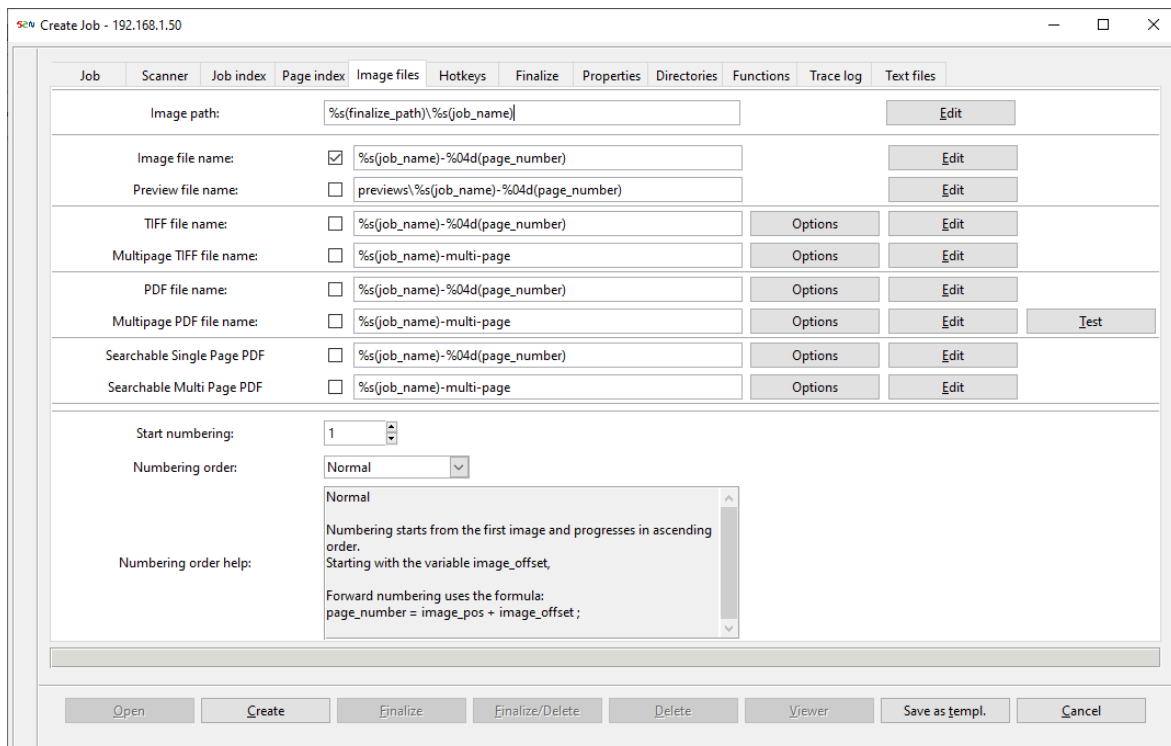 S2N Create Job - 192.168.1.50
Job Scanner Job index Page index Image files Hotkeys Finalize Properties Directories Functions Trace log Text files
Image path: %s(finalize_path)\%s(job_name) Edit
Image file name: %s(job_name)-%04d(page_number) Edit
Preview file name: previews\%s(job_name)-%04d(page_number) Edit
TIFF file name: %s(job_name)-%04d(page_number) Options Edit
Multipage TIFF file name: %s(job_name)-multi-page Options Edit
PDF file name: %s(job_name)-%04d(page_number) Options Edit
Multipage PDF file name: %s(job_name)-multi-page Options Edit Test
Searchable Single Page PDF %s(job_name)-%04d(page_number) Options Edit
Searchable Multi Page PDF %s(job_name)-multi-page Options Edit
Start numbering: 1
Numbering order: Normal
Numbering order help:
Normal
Numbering starts from the first image and progresses in ascending
order.
Starting with the variable image_offset,
Forward numbering uses the formula:
page_number = image_pos + image_offset ;
Open Create Finalize Finalize/Delete Delete Viewer Save as templ. Cancel